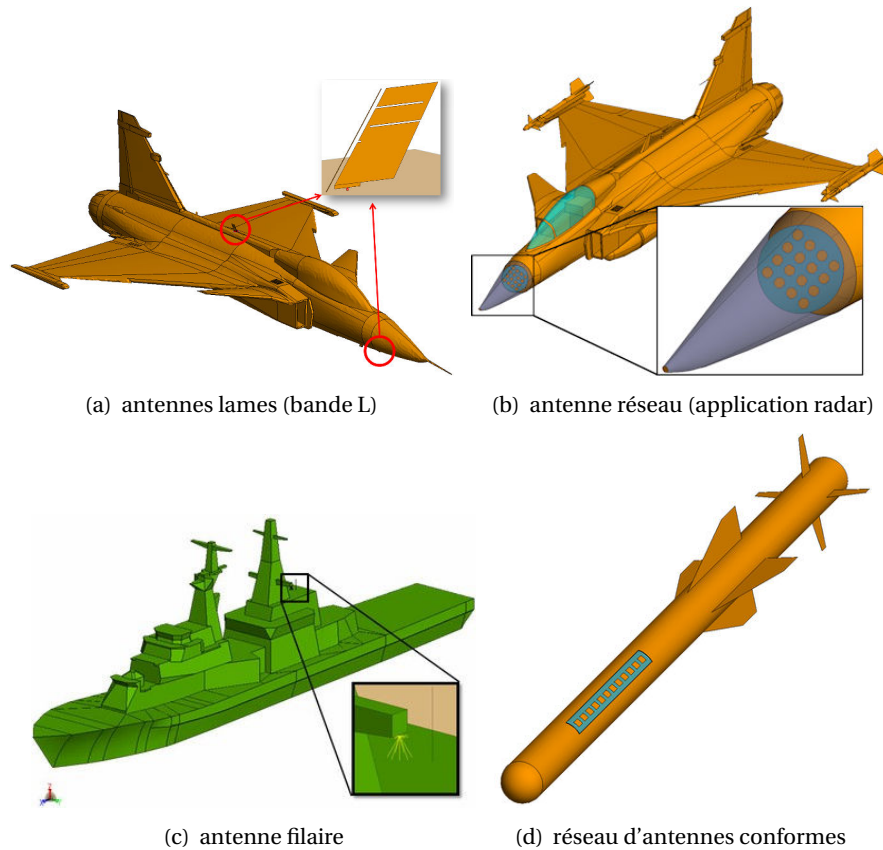 (a) antennes lames (bande L)
(b) antenne réseau (application radar)
(c) antenne filaire
(d) réseau d'antennes conformes